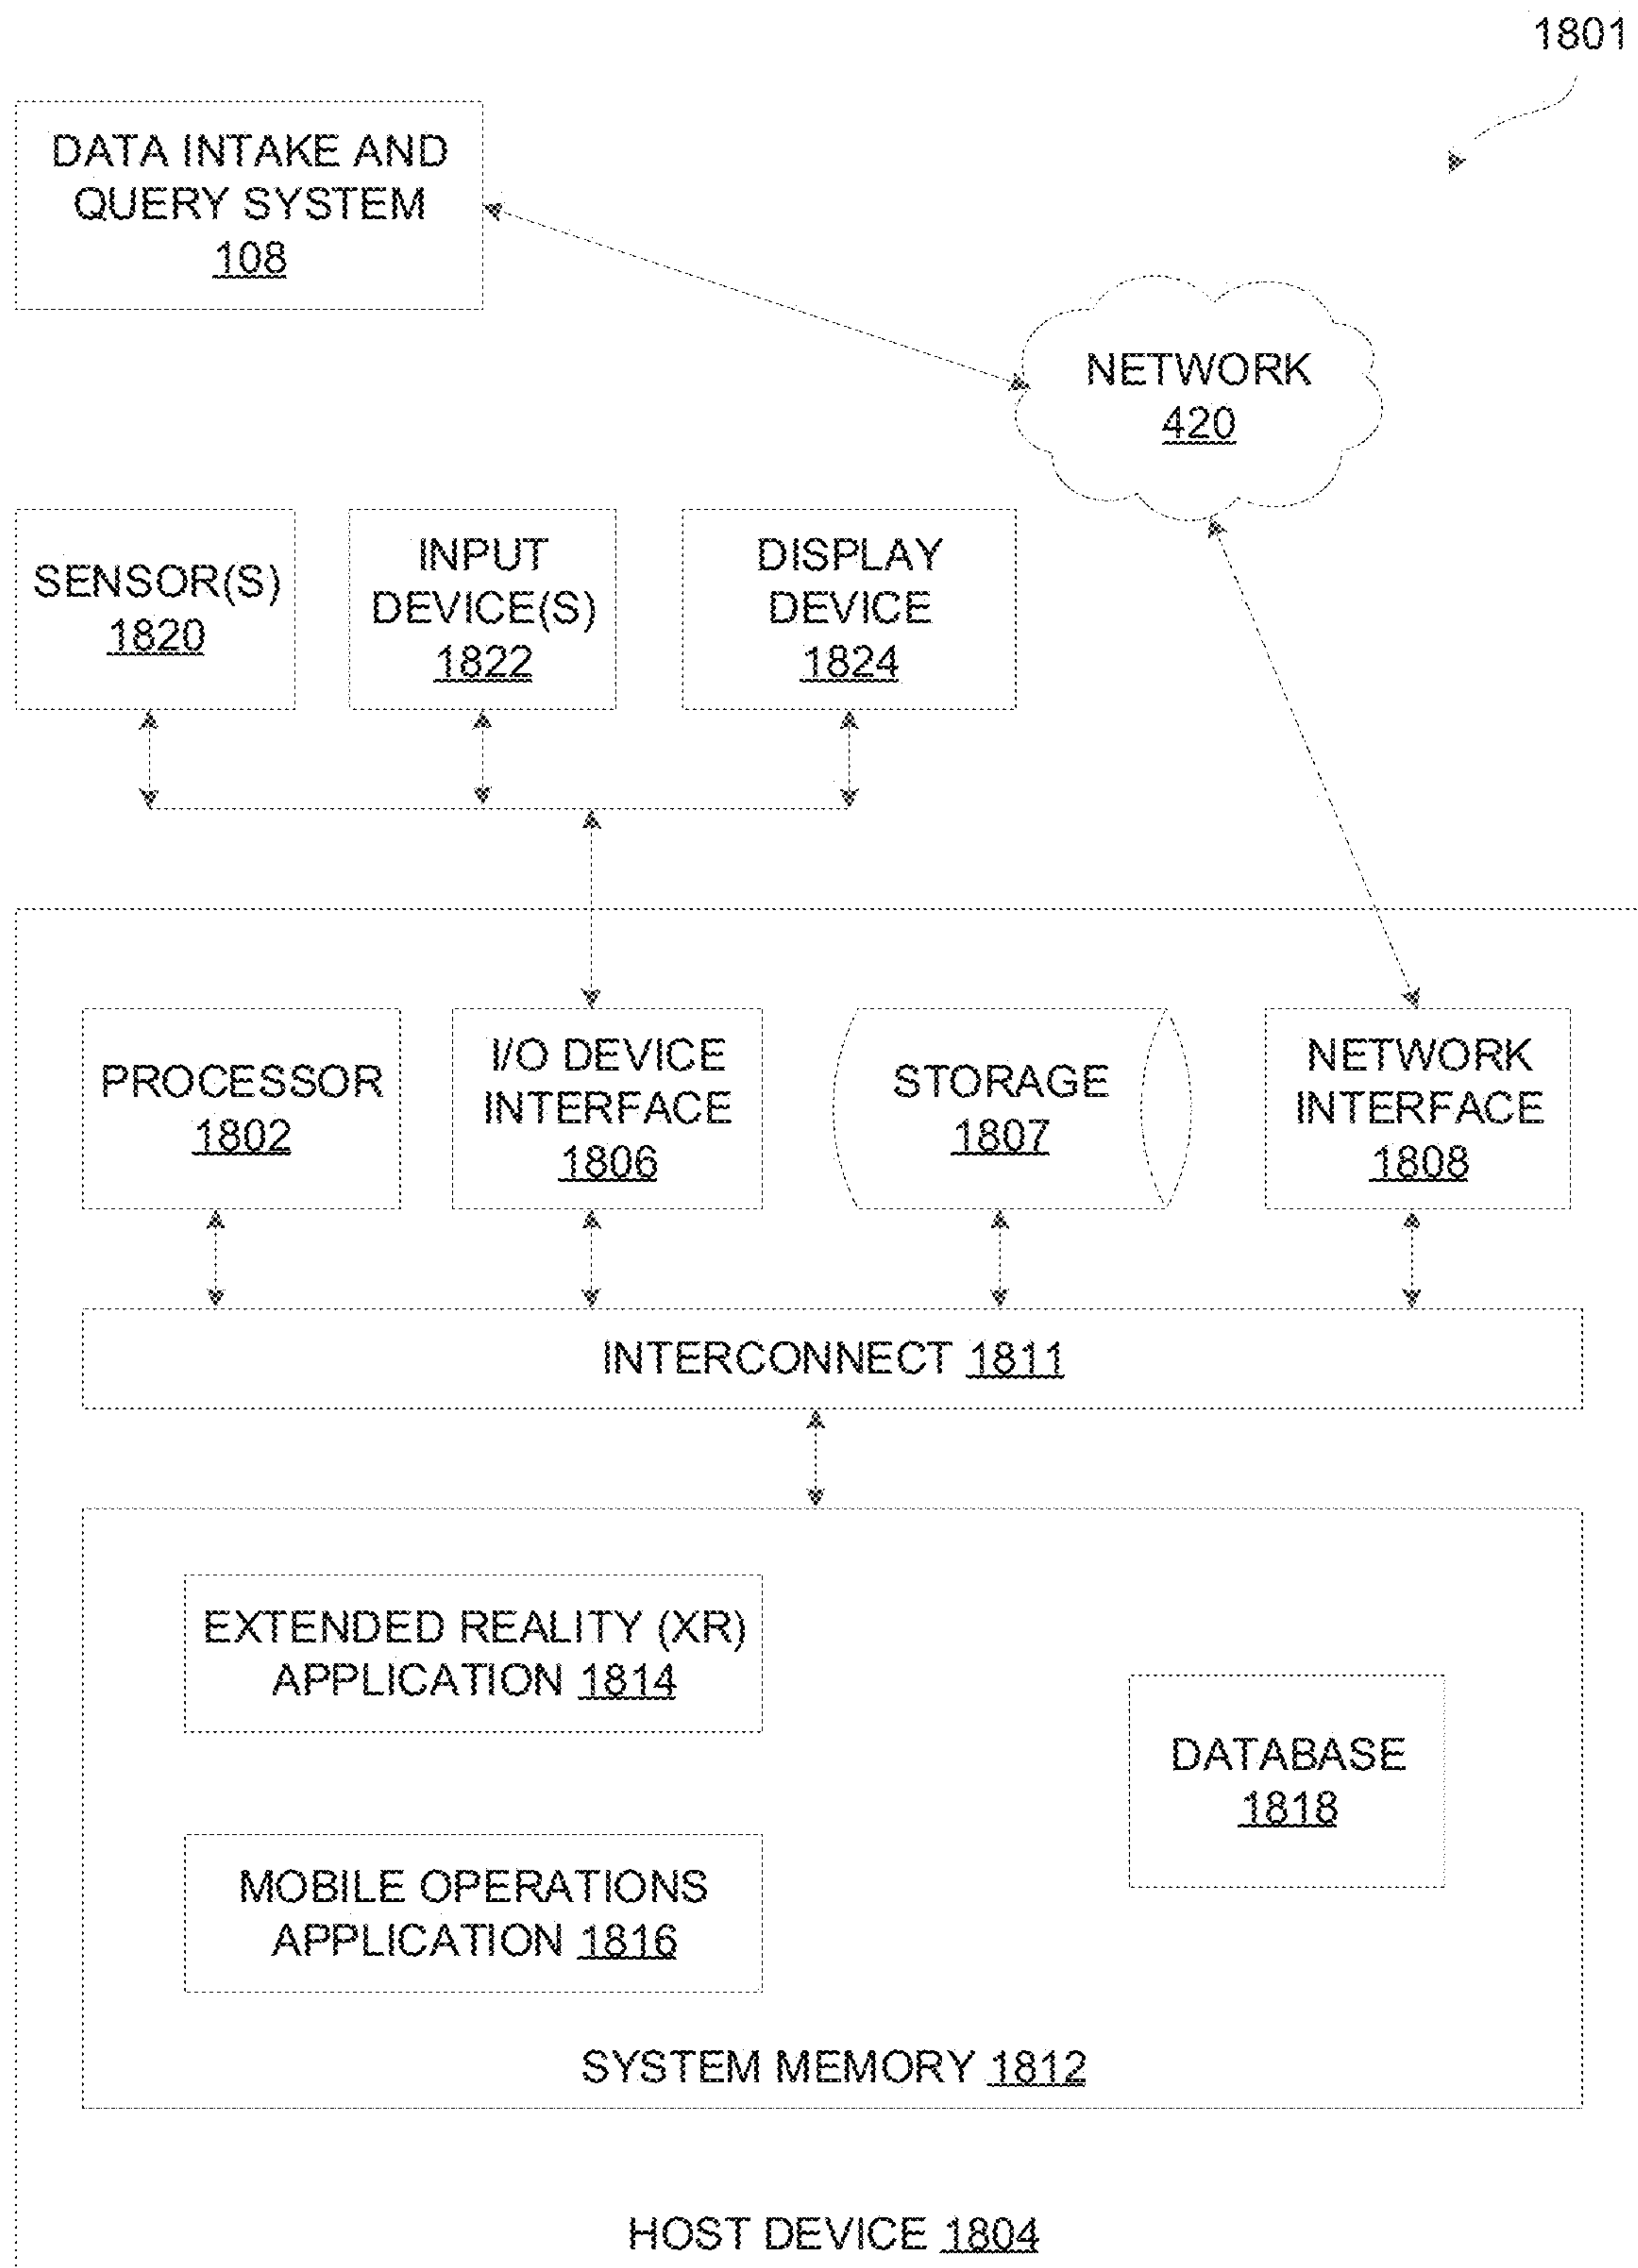 1801
DATA INTAKE AND
QUERY SYSTEM
108
NETWORK
420
SENSOR(S)
1820
INPUT
DEVICE(S)
1822
DISPLAY
DEVICE
1824
PROCESSOR
1802
I/O DEVICE
INTERFACE
1806
STORAGE
1807
NETWORK
INTERFACE
1808
INTERCONNECT 1811
EXTENDED REALITY (XR)
APPLICATION 1814
DATABASE
1818
MOBILE OPERATIONS
APPLICATION 1816
SYSTEM MEMORY 1812
HOST DEVICE 1804